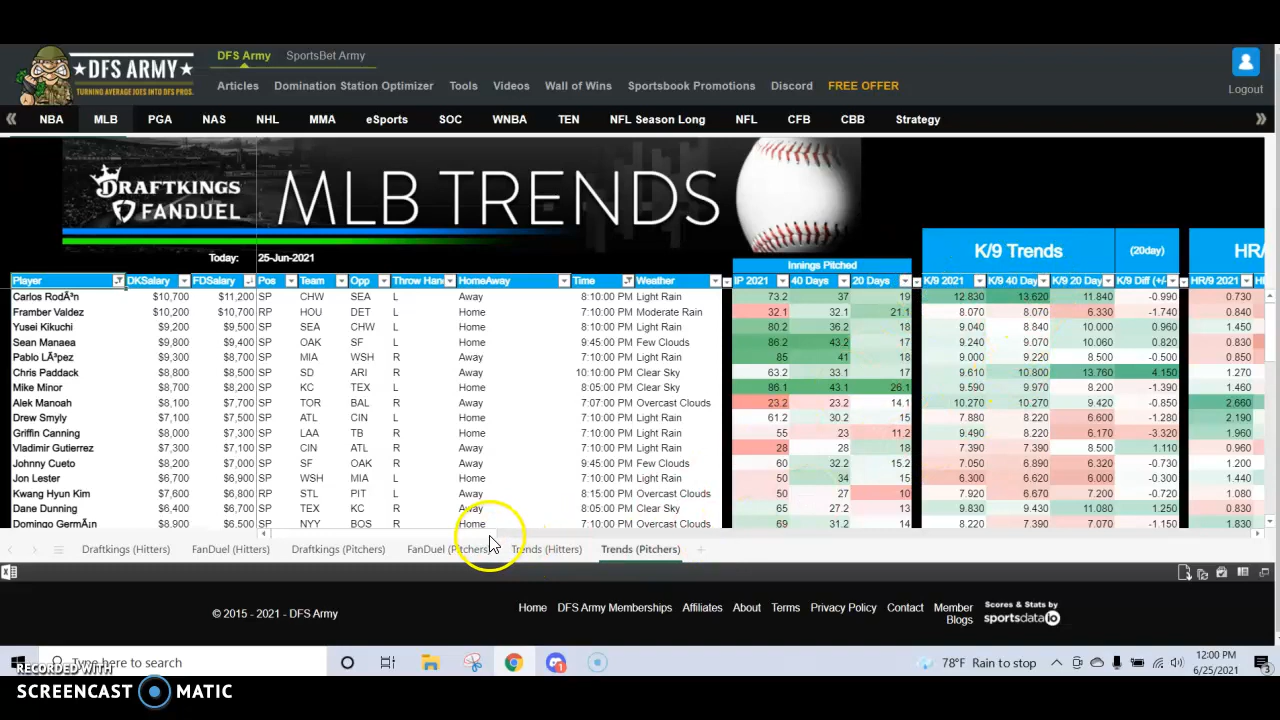 DFS Army SportsBet Army
★DFS ARMY★
TURNING AVERAGE JOES INTO DFS PROS.
Articles Domination Station Optimizer Tools Videos Wall of Wins Sportsbook Promotions Discord FREE OFFER
Logout
NBA MLB PGA NAS NHL MMA eSports SOC WNBA TEN NFL Season Long NFL CFB CBB Strategy
DRAFTKINGS
FANDUEL
MLB TRENDS
K/9 Trends (20day) HR/
Today: 25-Jun-2021
Innings Pitched
Player DKSalary FDSalary Pos Team Opp Throw Han HomeAway Time Weather IP 2021 40 Days 20 Days K/9 2021 K/9 40 Day K/9 20 Day K/9 Diff (+/- HR/9 2021
Carlos RodÃ³n $10,700 $11,200 SP CHW SEA L Away 8:10:00 PM Light Rain 73.2 37 19 12.830 13.620 11.840 -0.990 0.730
Framber Valdez $10,200 $10,700 RP HOU DET L Home 7:10:00 PM Moderate Rain 32.1 32.1 21.1 8.070 8.070 6.330 -1.740 0.840
Yusei Kikuchi $9,200 $9,500 SP SEA CHW L Home 8:10:00 PM Light Rain 80.2 36.2 18 9.040 8.840 10.000 0.960 1.450
Sean Manaea $9,800 $9,400 SP OAK SF L Home 9:45:00 PM Few Clouds 86.2 43.2 17 9.240 9.070 10.060 0.820 0.830
Pablo LÃ³pez $9,300 $8,700 SP MIA WSH R Away 7:10:00 PM Light Rain 85 41 18 9.000 9.220 8.500 -0.500 0.850
Chris Paddack $8,800 $8,500 SP SD ARI R Away 10:10:00 PM Clear Sky 63.2 33.1 17 9.610 10.800 13.760 4.150 1.270
Mike Minor $8,700 $8,200 SP KC TEX L Home 8:05:00 PM Clear Sky 86.1 43.1 26.1 9.590 9.970 8.200 -1.390 1.460
Alek Manoah $8,100 $7,700 SP TOR BAL R Home 7:07:00 PM Overcast Clouds 23.2 23.2 14.1 10.270 10.270 9.420 -0.850 2.660
Drew Smyly $7,100 $7,500 SP ATL CIN L Home 7:10:00 PM Light Rain 61.2 30.2 15 7.880 8.220 6.600 -1.280 2.190
Griffin Canning $8,000 $7,300 SP LAA TB R Home 7:10:00 PM Light Rain 55 23 11.2 9.490 8.220 6.170 -3.320 1.960
Vladimir Gutierrez $7,300 $7,100 SP CIN ATL R Away 7:10:00 PM Light Rain 28 28 18 7.390 7.390 8.500 1.110 0.960
Johnny Cueto $8,200 $7,000 SP SF OAK R Away 9:45:00 PM Few Clouds 60 32.2 15.2 7.050 6.890 6.320 -0.730 1.200
Jon Lester $6,700 $6,900 SP WSH MIA L Home 7:10:00 PM Light Rain 50 34 15 6.300 6.620 6.000 -0.300 1.440
Kwang Hyun Kim $7,600 $6,800 RP STL PIT L Away 8:15:00 PM Overcast Clouds 50 27 10 7.920 6.670 7.200 -0.720 1.080
Dane Dunning $7,400 $6,600 SP TEX KC R Away 8:05:00 PM Clear Sky 65 27.2 13 9.830 9.430 11.080 1.250 0.690
Domingo GermÃ¡n $8,900 $6,500 SP NYY BOS R Home 7:10:00 PM Overcast Clouds 69 31.2 14 8.220 7.390 7.070 -1.150 1.830
Draftkings (Hitters) FanDuel (Hitters) Draftkings (Pitchers) FanDuel (Pitchers) Trends (Hitters) Trends (Pitchers)
© 2015 - 2021 - DFS Army Home DFS Army Memberships Affiliates About Terms Privacy Policy Contact Member
Blogs
Scores & Stats by
sportsdataIO
Type here to search 78°F Rain to stop 12:00 PM
6/25/2021
3
RECORDED WITH
SCREENCAST MATIC